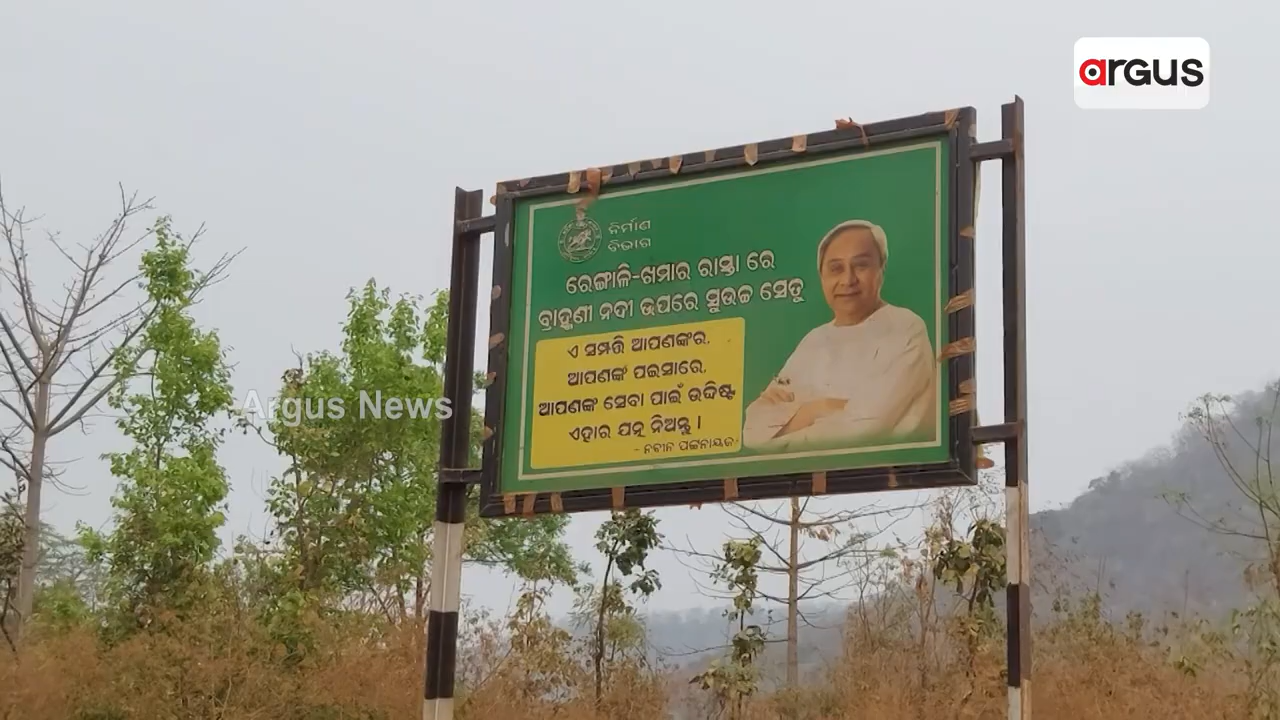 argus
ନିର୍ମାଣ
ବିଭାଗ
ରେଙ୍ଗାଳି-ଖମାର ରାସ୍ତା ରେ
ବ୍ରାହ୍ମଣୀ ନଦୀ ଉପରେ ସୁଉଚ୍ଚ ସେତୁ
ଏ ସମ୍ପତ୍ତି ଆପଣଙ୍କର,
ଆପଣଙ୍କ ପଇସାରେ,
ଆପଣଙ୍କ ସେବା ପାଇଁ ଉଦ୍ଦିଷ୍ଟ
ଏହାର ଯତ୍ନ ନିଅନ୍ତୁ ।
- ନବୀନ ପଟ୍ଟନାୟକ
Argus News